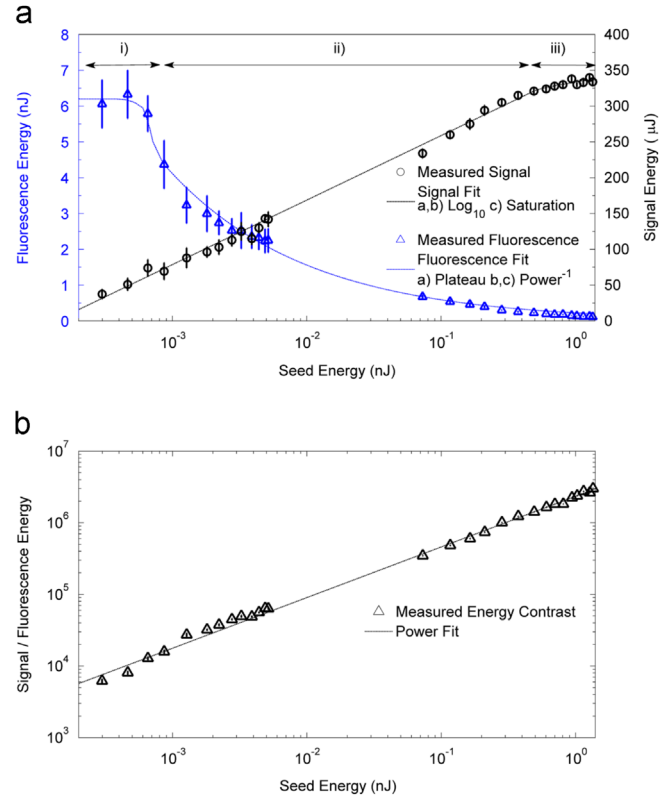 a
i)
ii)
iii)
8
7
6
5
4
3
2
1
0
Fluorescence Energy (nJ)
400
350
300
250
200
150
100
50
0
Signal Energy ( μJ)
Measured Signal
Signal Fit
a,b) Log10 c) Saturation
Measured Fluorescence
Fluorescence Fit
a) Plateau b,c) Power-1
10-3
10-2
10-1
100
Seed Energy (nJ)
b
107
106
105
104
103
Signal / Fluorescence Energy
Measured Energy Contrast
Power Fit
10-3
10-2
10-1
100
Seed Energy (nJ)